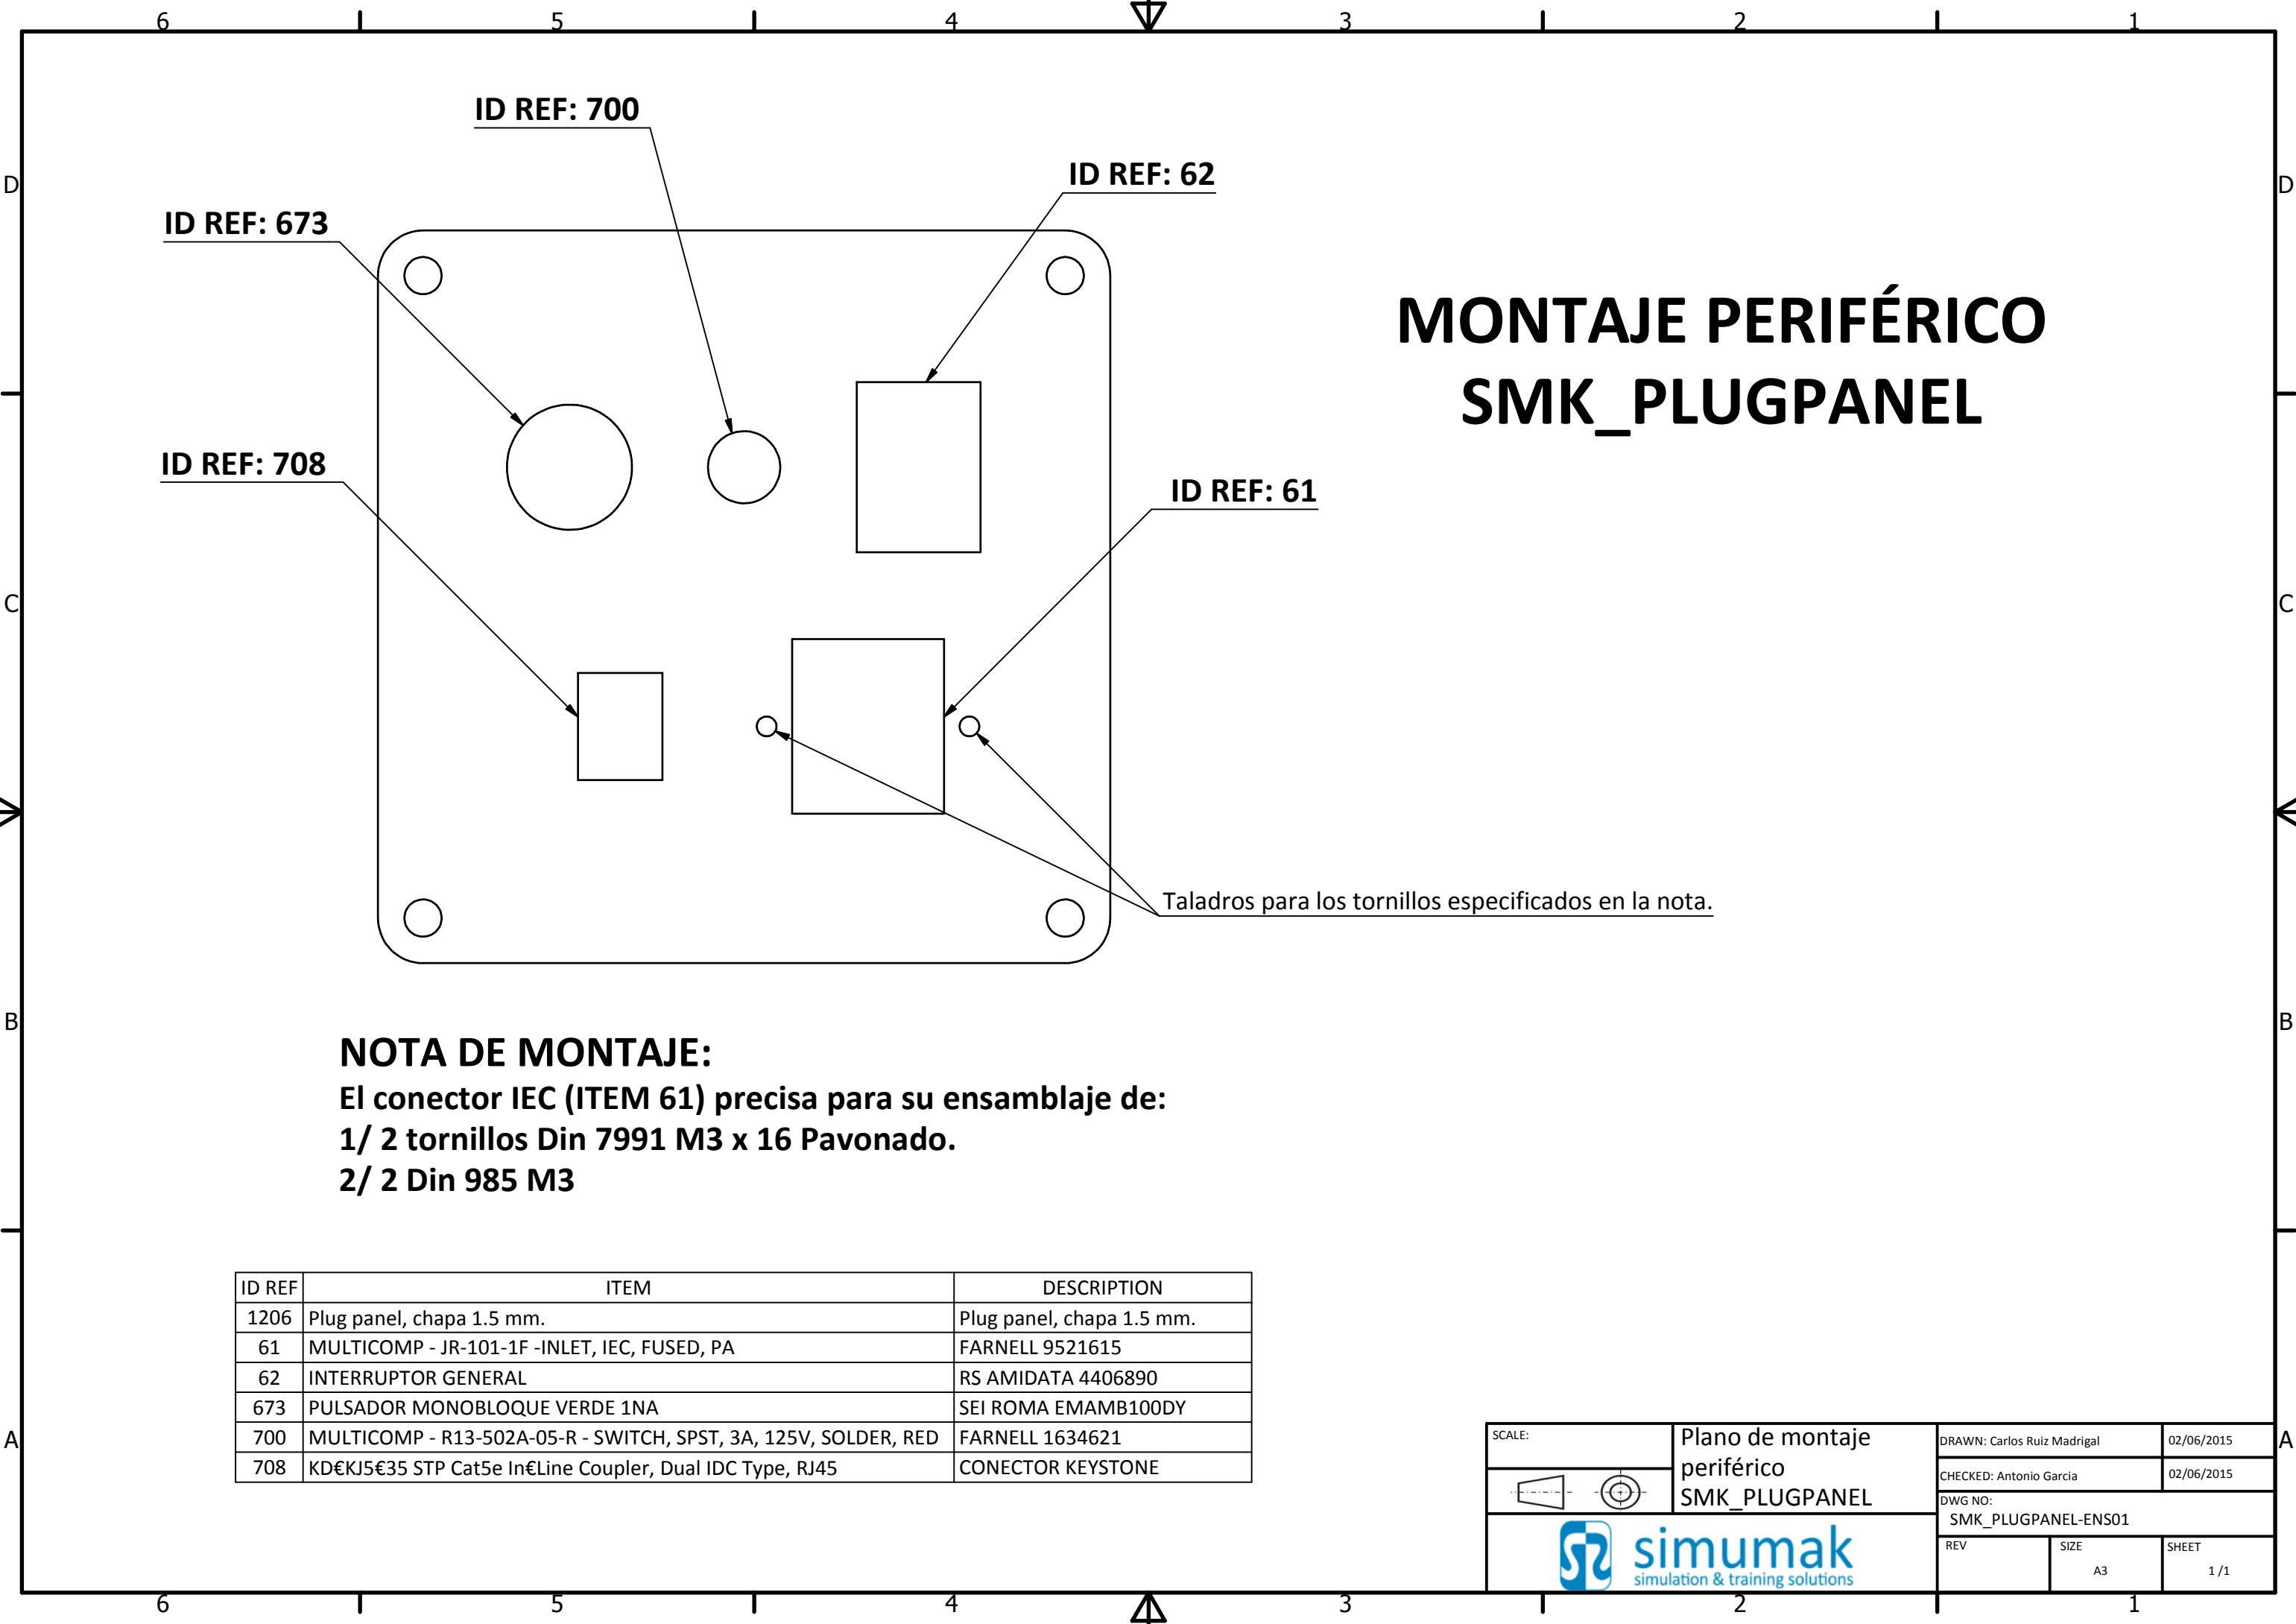 6 5 4 3 2 1
D D
C C
B B
A A
ID REF: 700
ID REF: 62
ID REF: 673
ID REF: 708
ID REF: 61
MONTAJE PERIFÉRICO
SMK_PLUGPANEL
Taladros para los tornillos especificados en la nota.
NOTA DE MONTAJE:
El conector IEC (ITEM 61) precisa para su ensamblaje de:
1/ 2 tornillos Din 7991 M3 x 16 Pavonado.
2/ 2 Din 985 M3
ID REF ITEM DESCRIPTION
1206 Plug panel, chapa 1.5 mm. Plug panel, chapa 1.5 mm.
61 MULTICOMP - JR-101-1F -INLET, IEC, FUSED, PA FARNELL 9521615
62 INTERRUPTOR GENERAL RS AMIDATA 4406890
673 PULSADOR MONOBLOQUE VERDE 1NA SEI ROMA EMAMB100DY
700 MULTICOMP - R13-502A-05-R - SWITCH, SPST, 3A, 125V, SOLDER, RED FARNELL 1634621
708 KD€KJ5€35 STP Cat5e In€Line Coupler, Dual IDC Type, RJ45 CONECTOR KEYSTONE
SCALE:
Plano de montaje
periférico
SMK_PLUGPANEL
DRAWN: Carlos Ruiz Madrigal 02/06/2015
CHECKED: Antonio Garcia 02/06/2015
DWG NO:
SMK_PLUGPANEL-ENS01
REV SIZE SHEET
A3 1 /1
simumak
simulation & training solutions
6 5 4 3 2 1